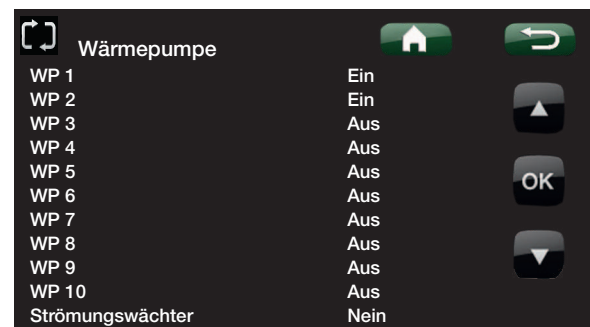 Wärmepumpe
WP 1 Ein
WP 2 Ein
WP 3 Aus
WP 4 Aus
WP 5 Aus
WP 6 Aus
WP 7 Aus
WP 8 Aus
WP 9 Aus
WP 10 Aus
Strömungswächter Nein
OK